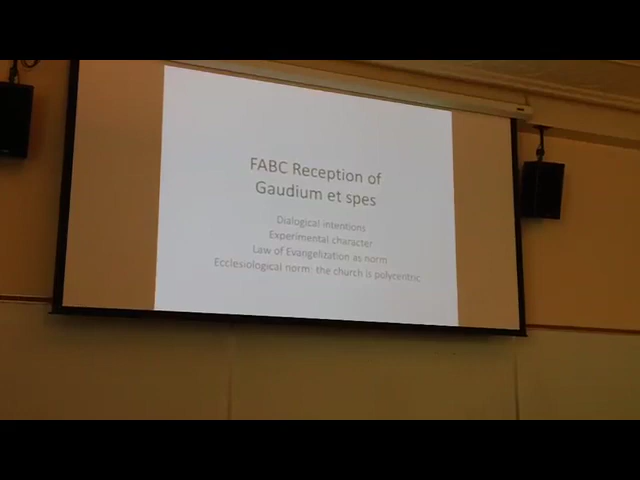 FABC Reception of
Gaudium et spes
Dialogical intentions
Experimental character
Law of Evangelization as norm
Ecclesiological norm: the church is polycentric